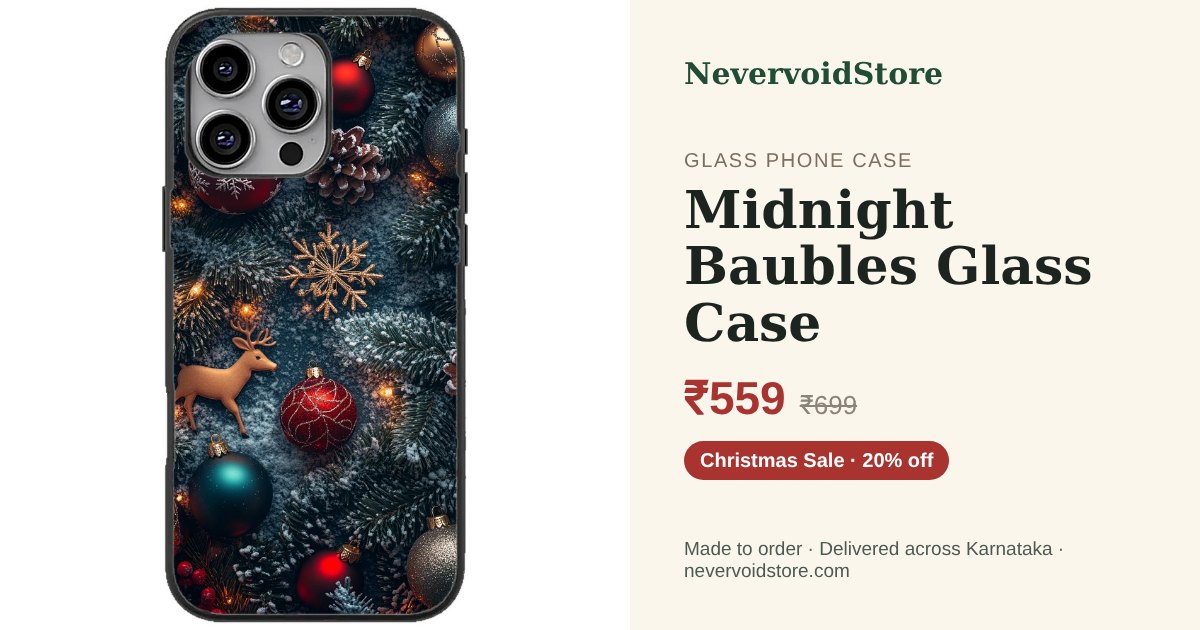 NevervoidStore
GLASS PHONE CASE
Midnight
Baubles Glass
Case
₹559 ₹699
Christmas Sale · 20% off
Made to order · Delivered across Karnataka ·
nevervoidstore.com